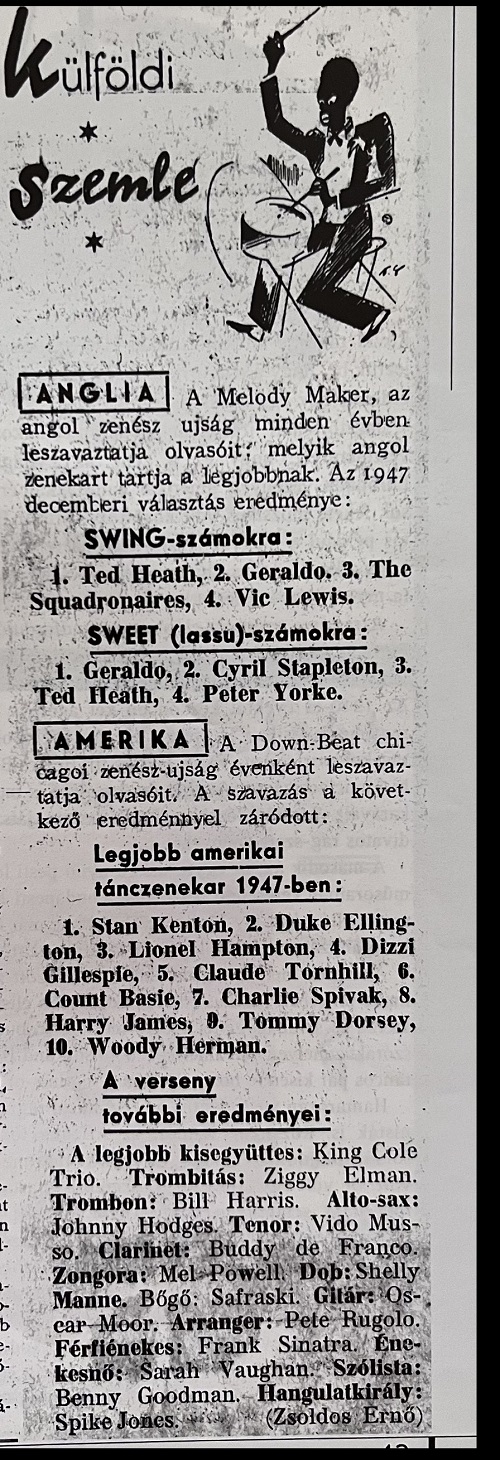 Külföldi
Szemle
ANGLIA A Melody Maker, az
angol zenész ujság minden évben
leszavaztatja olvasóit: melyik angol
zenekart tartja a legjobbnak. Az 1947
decemberi választás eredménye:
SWING-számokra:
1. Ted Heath, 2. Geraldo. 3. The
Squadronaires, 4. Vic Lewis.
SWEET (lassu)-számokra:
1. Geraldo, 2. Cyril Stapleton, 3.
Ted Heath, 4. Peter Yorke.
AMERIKA A Down-Beat chi-
cagoi zenész-ujság évenként leszavaz-
tatja olvasóit. A szavazás a követ-
kező eredménnyel záródott:
Legjobb amerikai
tánczenekar 1947-ben:
1. Stan Kenton, 2. Duke Elling-
ton, 3. Lionel Hampton, 4. Dizzi
Gillespie, 5. Claude Tornhill, 6.
Count Basie, 7. Charlie Spivak, 8.
Harry James, 9. Tommy Dorsey,
10. Woody Herman.
A verseny
további eredményei:
A legjobb kisegyüttes: King Cole
Trio. Trombitás: Ziggy Elman.
Trombon: Bill Harris. Alto-sax:
Johnny Hodges. Tenor: Vido Mus-
so. Clarinet: Buddy de Franco.
Zongora: Mel Powell. Dob: Shelly
Manne. Bőgő: Safraski. Gitár: Os-
car Moor. Arranger: Pete Rugolo.
Férfiénekes: Frank Sinatra. Éne-
kesnő: Sarah Vaughan. Szólista:
Benny Goodman. Hangulatkirály:
Spike Jones. (Zsoldos Ernő)